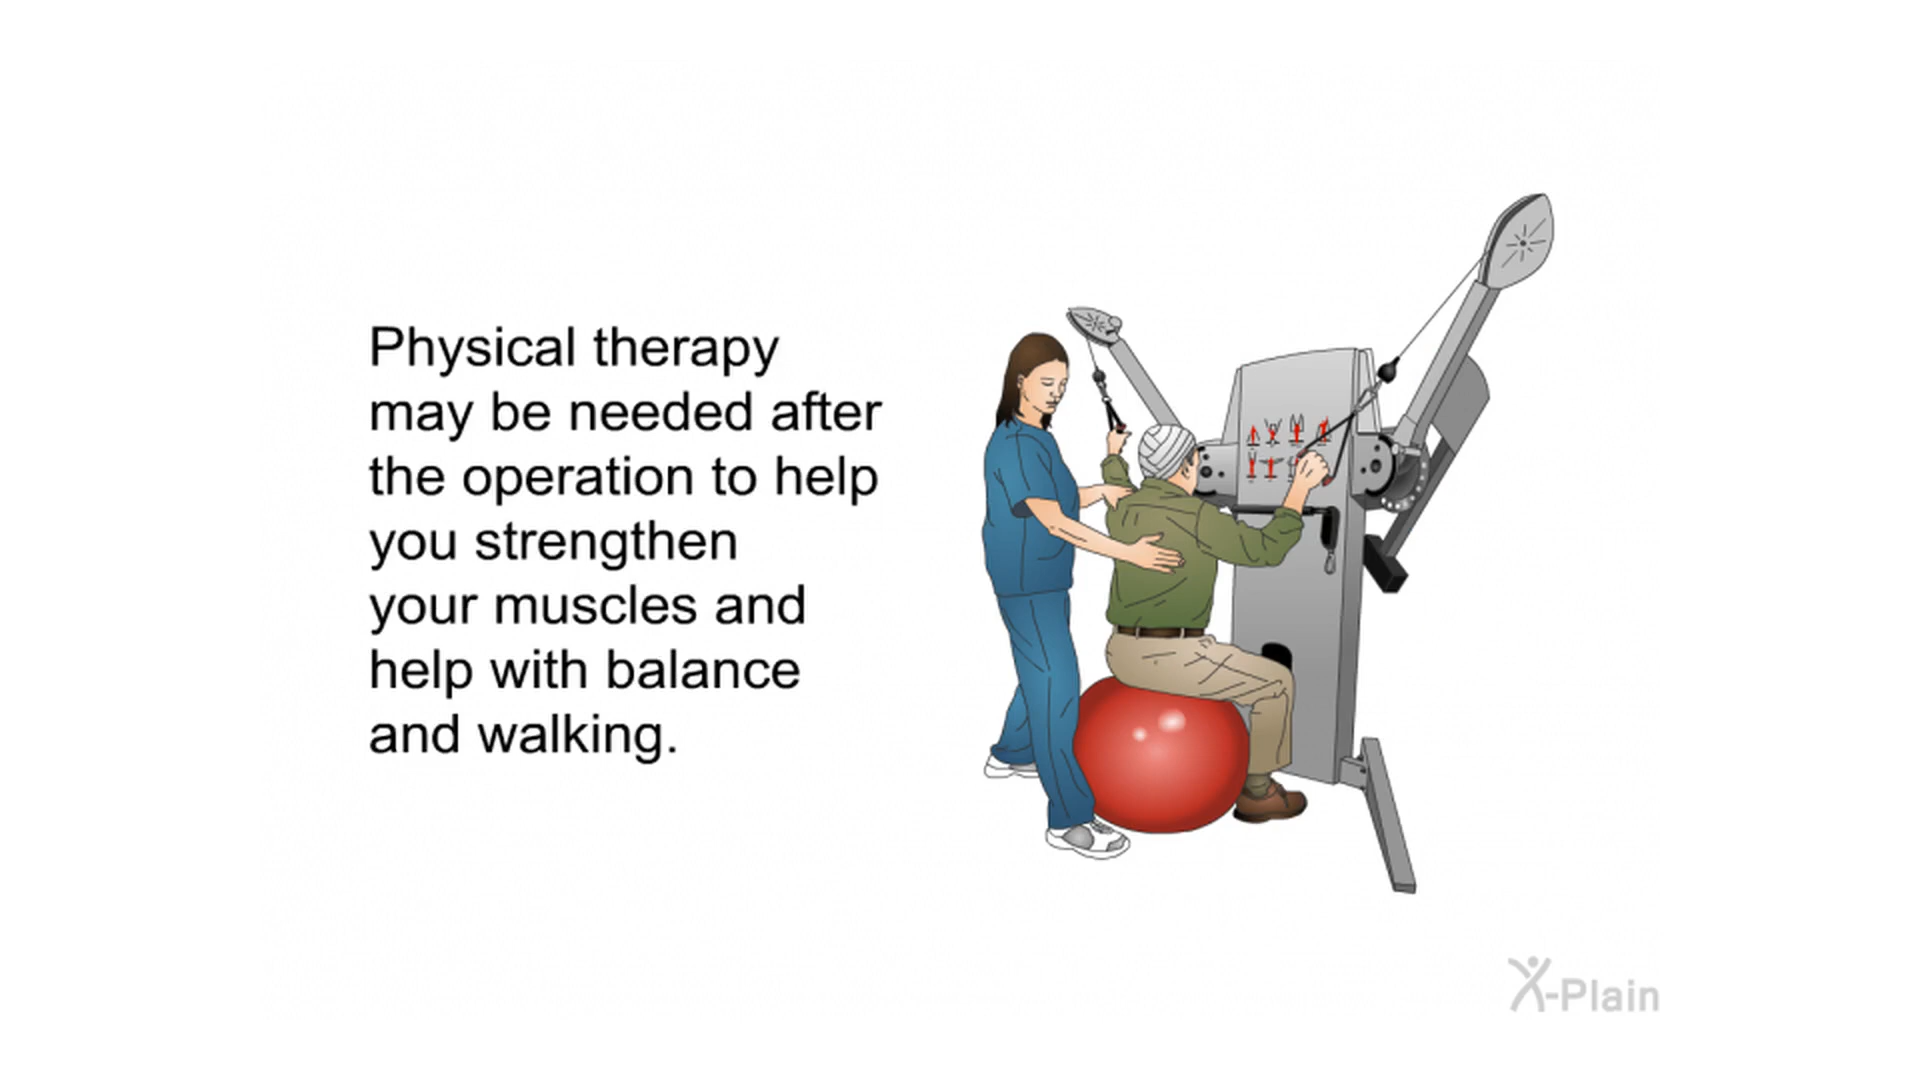 Physical therapy
may be needed after
the operation to help
you strengthen
your muscles and
help with balance
and walking.
X-Plain